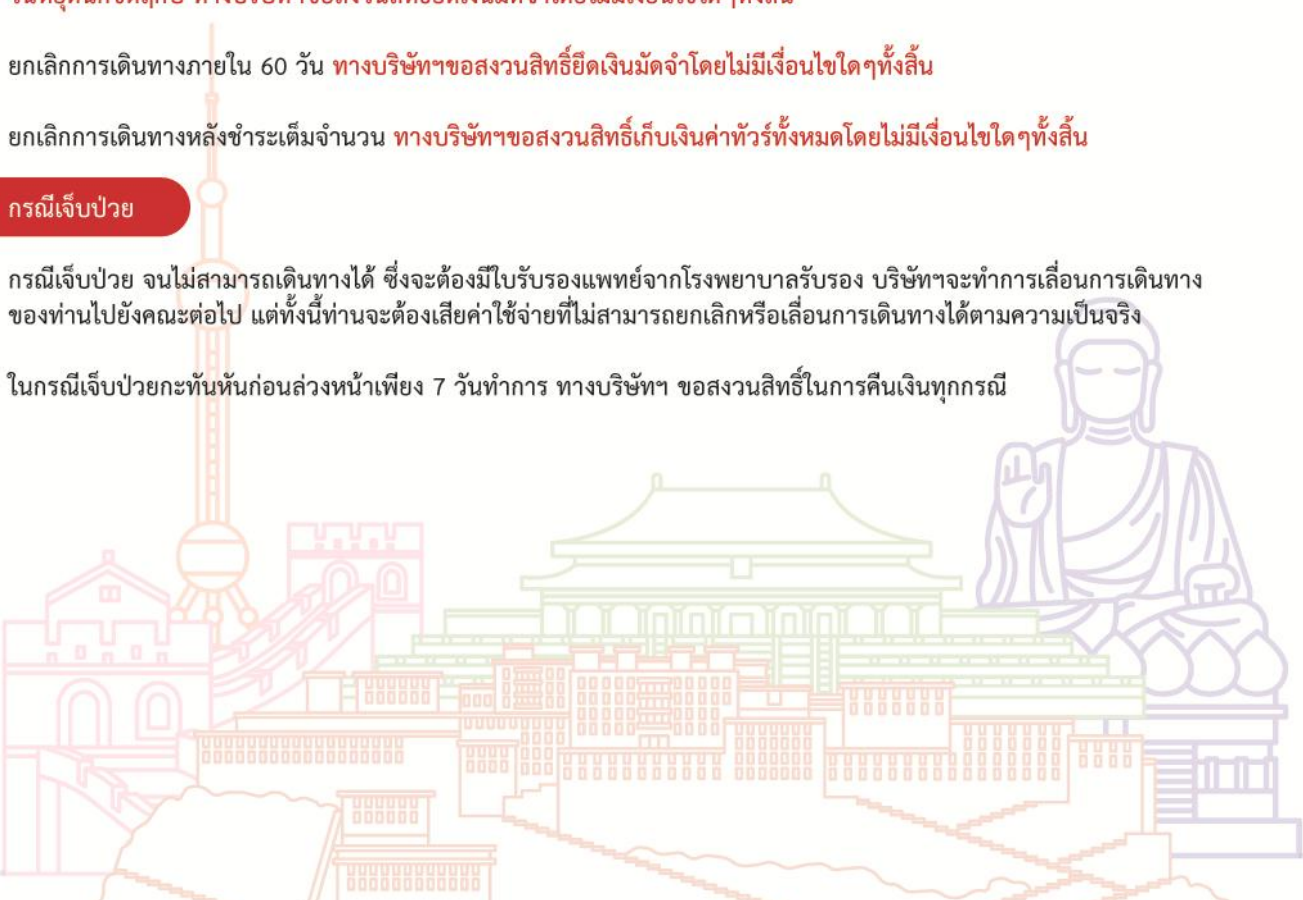 ยกเลิกการเดินทางภายใน 60 วัน ทางบริษัทฯขอสงวนสิทธิ์ยึดเงินมัดจำโดยไม่มีเงื่อนไขใดๆทั้งสิ้น
ยกเลิกการเดินทางหลังชำระเต็มจำนวน ทางบริษัทฯขอสงวนสิทธิ์เก็บเงินค่าทัวร์ทั้งหมดโดยไม่มีเงื่อนไขใดๆทั้งสิ้น
กรณีเจ็บป่วย
กรณีเจ็บป่วย จนไม่สามารถเดินทางได้ ซึ่งจะต้องมีใบรับรองแพทย์จากโรงพยาบาลรับรอง บริษัทฯจะทำการเลื่อนการเดินทาง
ของท่านไปยังคณะต่อไป แต่ทั้งนี้ท่านจะต้องเสียค่าใช้จ่ายที่ไม่สามารถยกเลิกหรือเลื่อนการเดินทางได้ตามความเป็นจริง
ในกรณีเจ็บป่วยกะทันหันก่อนล่วงหน้าเพียง 7 วันทำการ ทางบริษัทฯ ขอสงวนสิทธิ์ในการคืนเงินทุกกรณี